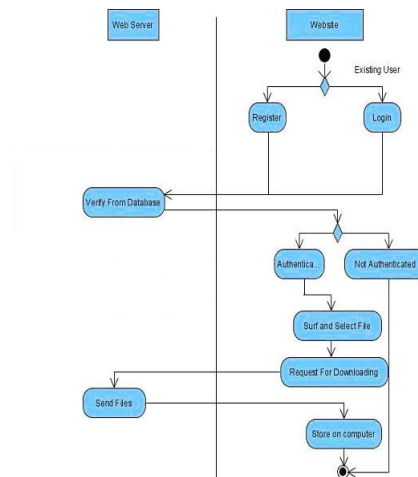 Web Server
Website
Existing User
Register
Login
Verify From Database
Authentica...
Not Authenticated
Surf and Select File
Request For Downloading
Send Files
Store on computer